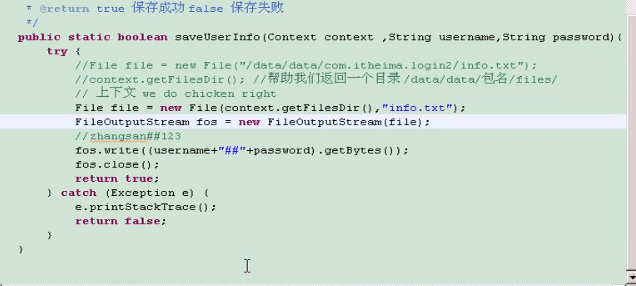 * @return true 保存成功 false 保存失败
*/
public static boolean saveUserInfo(Context context ,String username,String password){
try {
//File file = new File("/data/data/com.itheima.login2/info.txt");
//context.getFilesDir(); //帮助我们返回一个目录 /data/data/包名/files/
// 上下文 we do chicken right
File file = new File(context.getFilesDir(),"info.txt");
FileOutputStream fos = new FileOutputStream(file);
//zhangsan##123
fos.write((username+"##"+password).getBytes());
fos.close();
return true;
} catch (Exception e) {
e.printStackTrace();
return false;
}
}